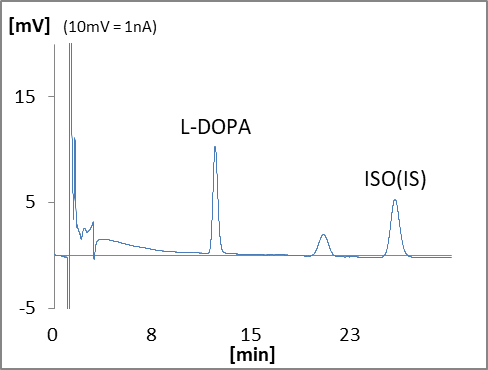 [mV] (10mV = 1nA)
15
L-DOPA
ISO(IS)
5
-5
0 8 15 23
[min]